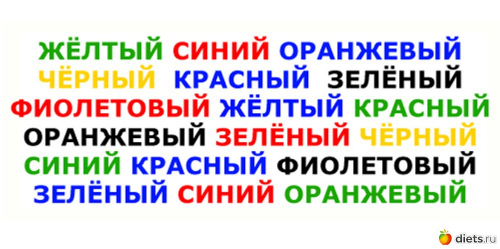 ЖЁЛТЫЙ СИНИЙ ОРАНЖЕВЫЙ
ЧЁРНЫЙ КРАСНЫЙ ЗЕЛЁНЫЙ
ФИОЛЕТОВЫЙ ЖЁЛТЫЙ КРАСНЫЙ
ОРАНЖЕВЫЙ ЗЕЛЁНЫЙ ЧЁРНЫЙ
СИНИЙ КРАСНЫЙ ФИОЛЕТОВЫЙ
ЗЕЛЁНЫЙ СИНИЙ ОРАНЖЕВЫЙ
diets.ru